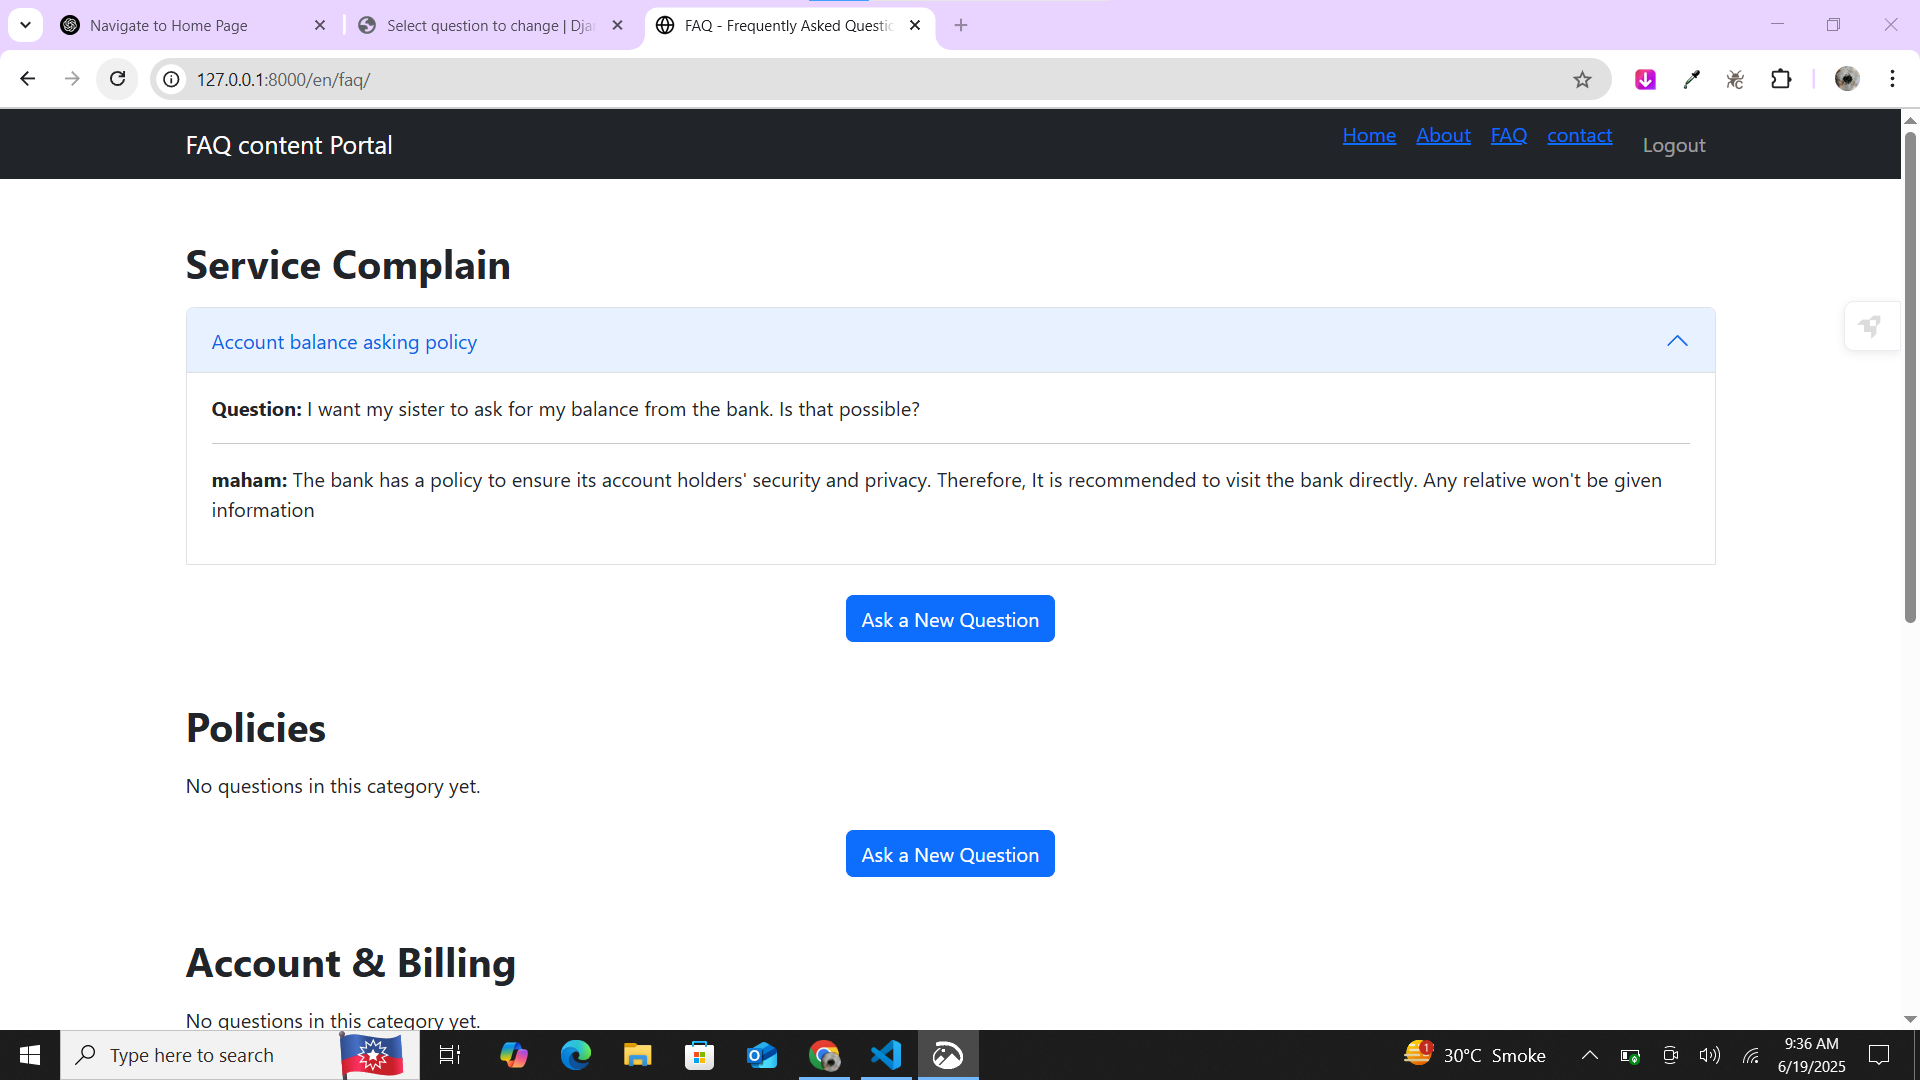 Navigate to Home Page
Select question to change | Djan
FAQ - Frequently Asked Questio
127.0.0.1:8000/en/faq/
FAQ content Portal
Home About FAQ contact Logout
Service Complain
Account balance asking policy
Question: I want my sister to ask for my balance from the bank. Is that possible?
maham: The bank has a policy to ensure its account holders' security and privacy. Therefore, It is recommended to visit the bank directly. Any relative won't be given
information
Ask a New Question
Policies
No questions in this category yet.
Ask a New Question
Account & Billing
No questions in this category yet.
Type here to search
1
30°C Smoke
9:36 AM
6/19/2025